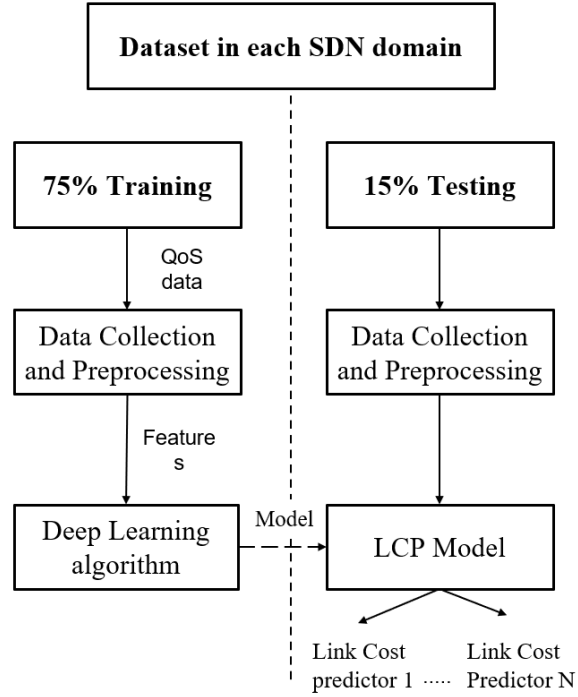 Dataset in each SDN domain
75% Training
15% Testing
QoS
data
Data Collection
and Preprocessing
Data Collection
and Preprocessing
Feature
s
Deep Learning
algorithm
Model
LCP Model
Link Cost
predictor 1
.....
Link Cost
Predictor N